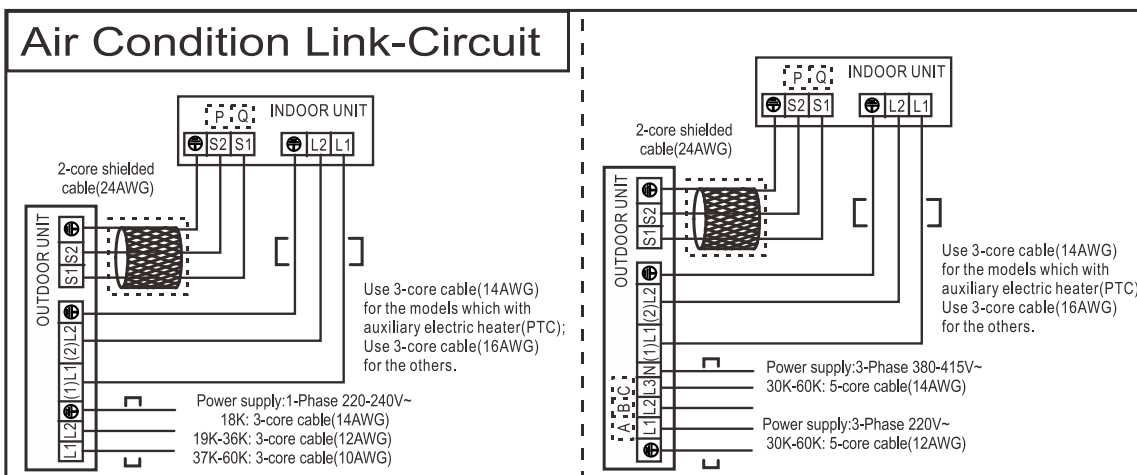 Air Condition Link-Circuit
P Q INDOOR UNIT
S2 S1 L2 L1
2-core shielded
cable(24AWG)
OUTDOOR UNIT
S2
S1
(2)L2
(1)L1
L2
L1
Use 3-core cable(14AWG)
for the models which with
auxiliary electric heater(PTC);
Use 3-core cable(16AWG)
for the others.
Power supply:1-Phase 220-240V~
18K: 3-core cable(14AWG)
19K-36K: 3-core cable(12AWG)
37K-60K: 3-core cable(10AWG)
P Q INDOOR UNIT
S2 S1 L2 L1
2-core shielded
cable(24AWG)
OUTDOOR UNIT
S2
S1
(2)L2
(1)L1
N
L3
L2
L1
A B C
Use 3-core cable(14AWG)
for the models which with
auxiliary electric heater(PTC)
Use 3-core cable(16AWG)
for the others.
Power supply:3-Phase 380-415V~
30K-60K: 5-core cable(14AWG)
Power supply:3-Phase 220V~
30K-60K: 5-core cable(12AWG)